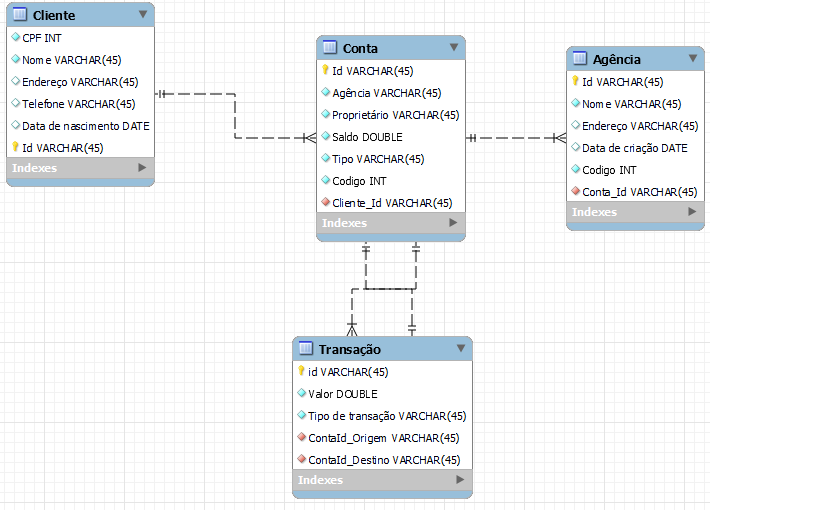 Cliente
CPF INT
Nome VARCHAR(45)
Endereço VARCHAR(45)
Telefone VARCHAR(45)
Data de nascimento DATE
Id VARCHAR(45)
Indexes
Conta
Id VARCHAR(45)
Agência VARCHAR(45)
Proprietário VARCHAR(45)
Saldo DOUBLE
Tipo VARCHAR(45)
Codigo INT
Cliente_Id VARCHAR(45)
Indexes
Agência
Id VARCHAR(45)
Nome VARCHAR(45)
Endereço VARCHAR(45)
Data de criação DATE
Codigo INT
Conta_Id VARCHAR(45)
Indexes
Transação
id VARCHAR(45)
Valor DOUBLE
Tipo de transação VARCHAR(45)
ContaId_Origem VARCHAR(45)
ContaId_Destino VARCHAR(45)
Indexes